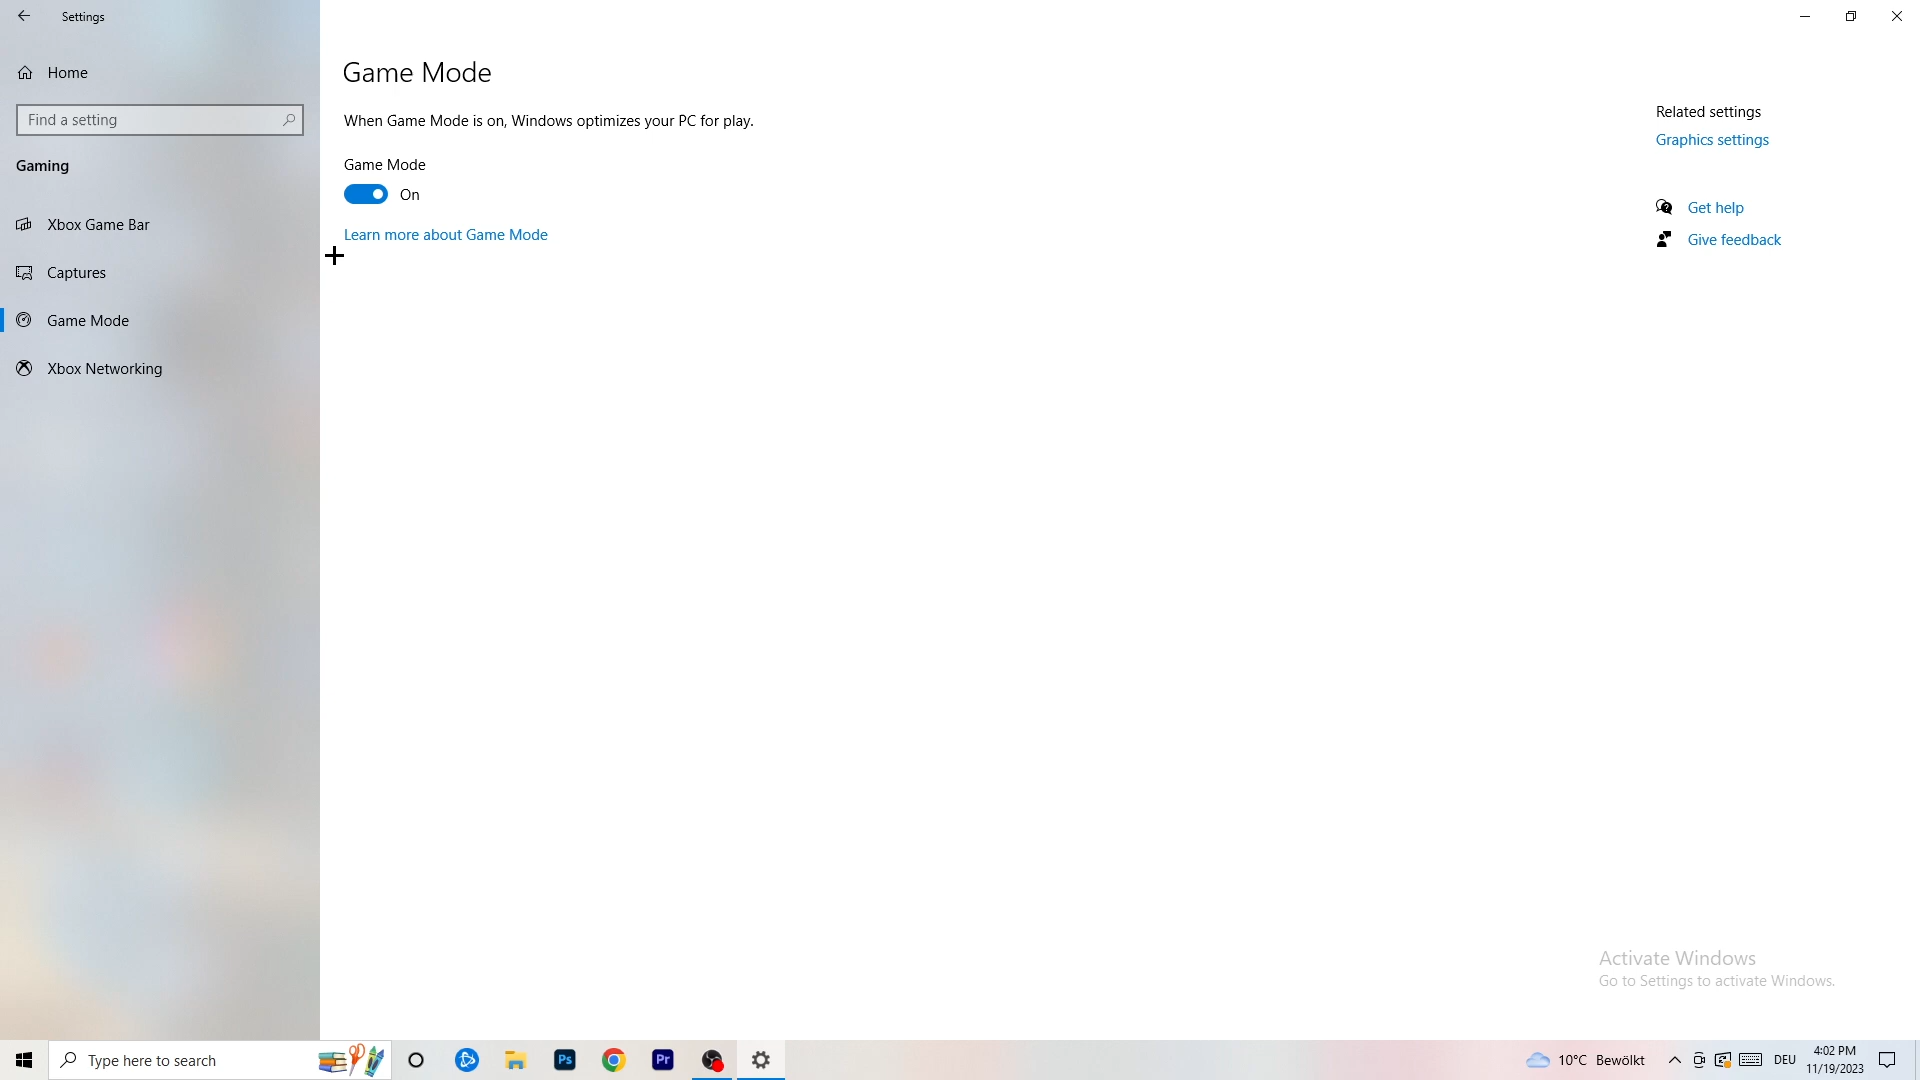 Settings
Home
Find a setting
Gaming
Xbox Game Bar
Captures
Game Mode
Xbox Networking
Game Mode
When Game Mode is on, Windows optimizes your PC for play.
Game Mode
On
Learn more about Game Mode
Related settings
Graphics settings
Get help
Give feedback
Activate Windows
Go to Settings to activate Windows.
Type here to search
Ps
Pr
10°C Bewölkt
DEU
4:02 PM
11/19/2023